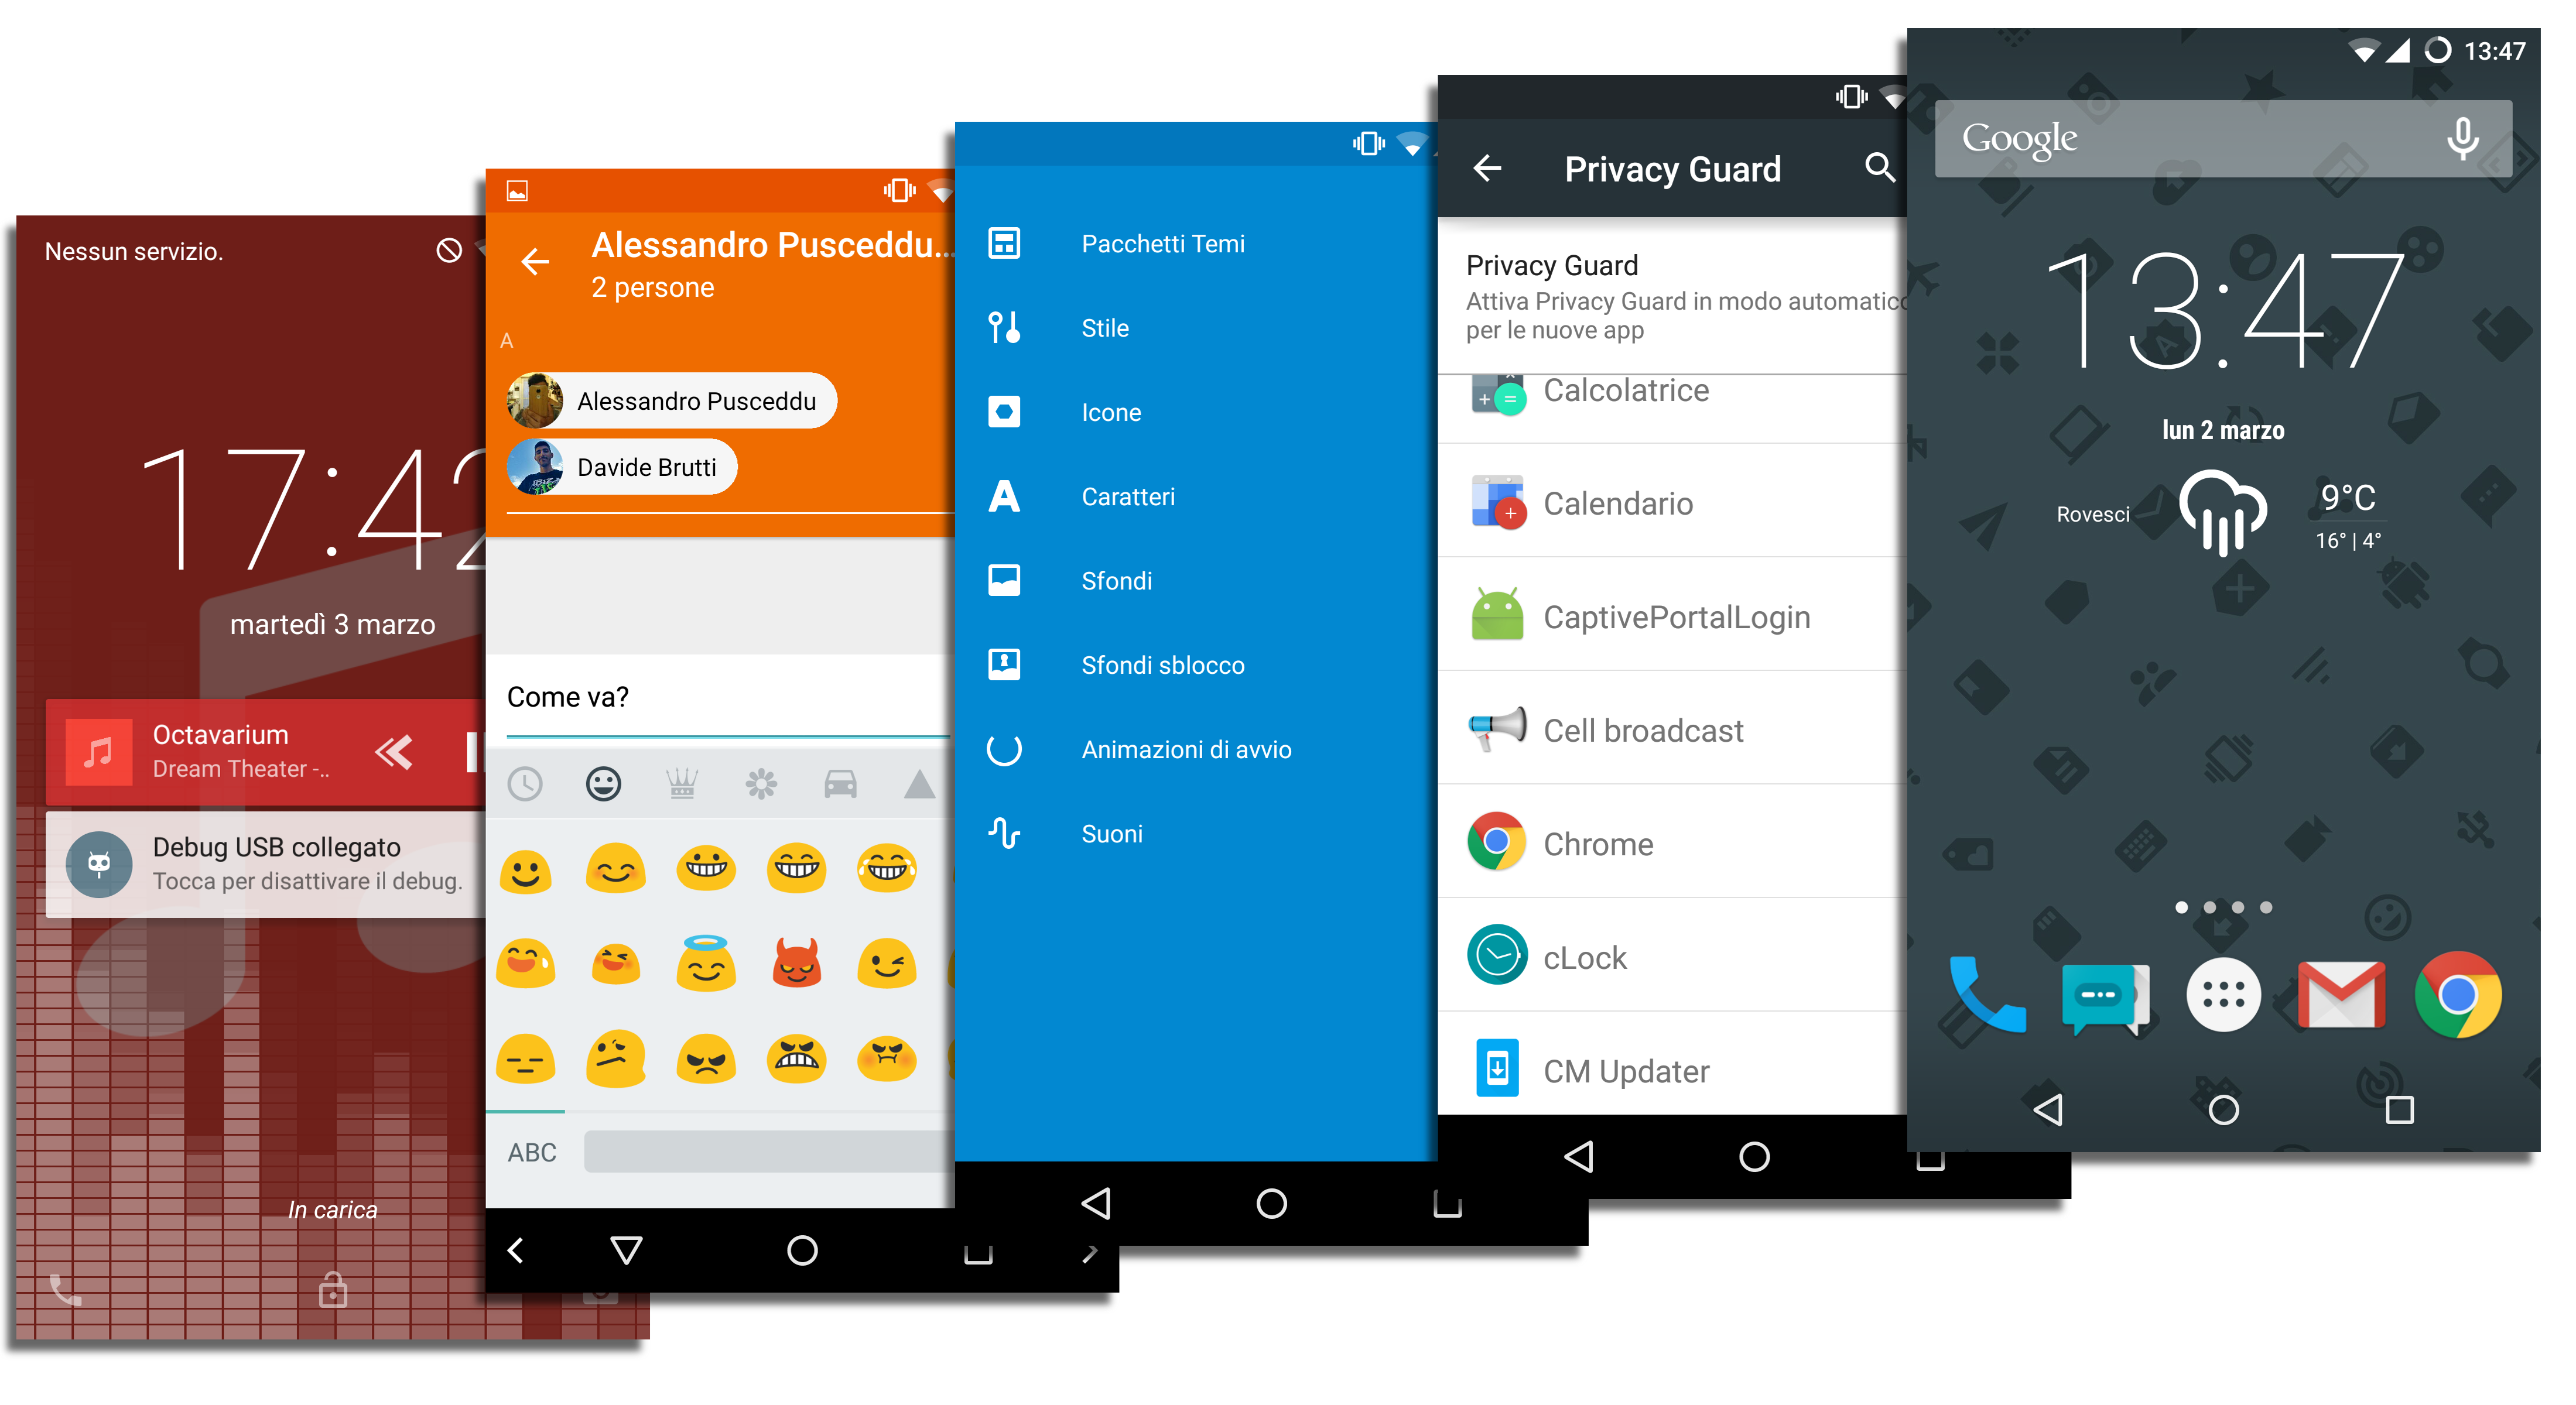 Nessun servizio.
17:42
martedì 3 marzo
Octavarium
Dream Theater -..
Debug USB collegato
Tocca per disattivare il debug.
In carica
Alessandro Pusceddu...
2 persone
A
Alessandro Pusceddu
Davide Brutti
Come va?
ABC
Pacchetti Temi
Stile
Icone
Caratteri
Sfondi
Sfondi sblocco
Animazioni di avvio
Suoni
Privacy Guard
Privacy Guard
Attiva Privacy Guard in modo automatico
per le nuove app
Calcolatrice
Calendario
CaptivePortalLogin
Cell broadcast
Chrome
cLock
CM Updater
13:47
Google
13:47
lun 2 marzo
Rovesci
9°C
16° | 4°